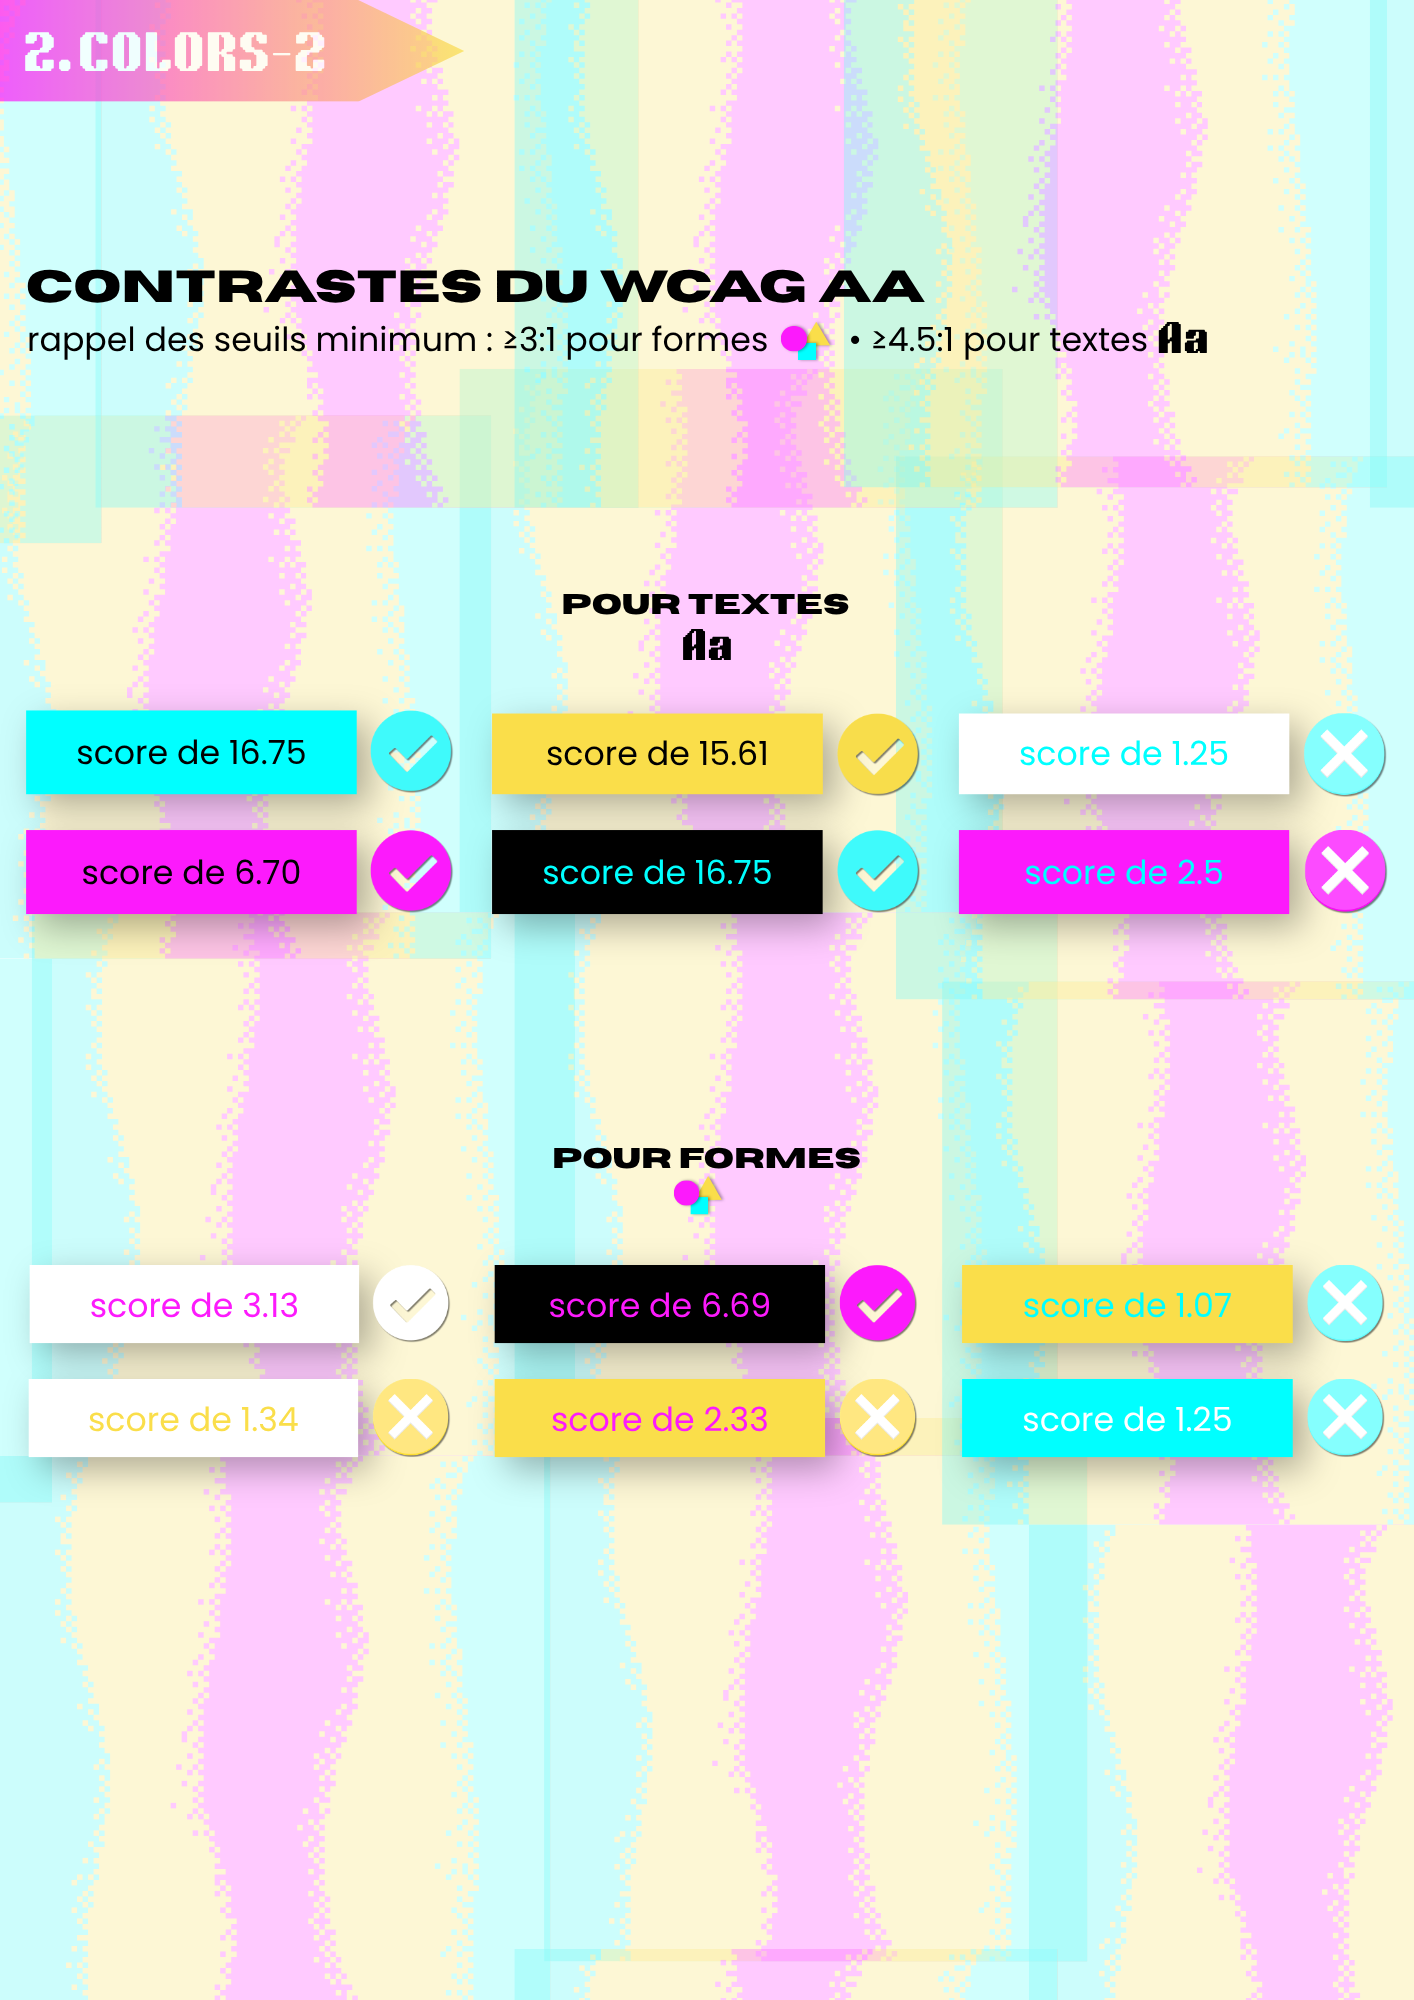 2.COLORS-2
CONTRASTES DU WCAG AA
rappel des seuils minimum : ≥3:1 pour formes • ≥4.5:1 pour textes Aa
POUR TEXTES
Aa
score de 16.75
score de 15.61
score de 1.25
score de 6.70
score de 16.75
score de 2.5
POUR FORMES
score de 3.13
score de 6.69
score de 1.07
score de 1.34
score de 2.33
score de 1.25